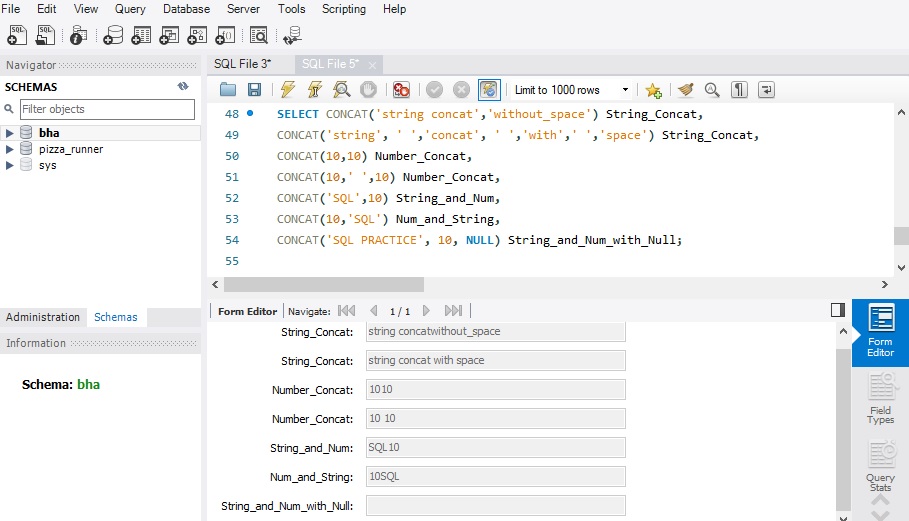 File Edit View Query Database Server Tools Scripting Help
Navigator
SCHEMAS
Filter objects
bha
pizza_runner
sys
Administration Schemas
Information
Schema: bha
SQL File 3* SQL File 5*
Limit to 1000 rows
48 SELECT CONCAT('string concat','without_space') String_Concat,
49 CONCAT('string', ' ','concat', ' ','with',' ','space') String_Concat,
50 CONCAT(10,10) Number_Concat,
51 CONCAT(10,' ',10) Number_Concat,
52 CONCAT('SQL',10) String_and_Num,
53 CONCAT(10,'SQL') Num_and_String,
54 CONCAT('SQL PRACTICE', 10, NULL) String_and_Num_with_Null;
55
Form Editor Navigate: 1 / 1
String_Concat: string concatwithout_space
String_Concat: string concat with space
Number_Concat: 1010
Number_Concat: 10 10
String_and_Num: SQL10
Num_and_String: 10SQL
String_and_Num_with_Null:
Form
Editor
Field
Types
Query
Stats